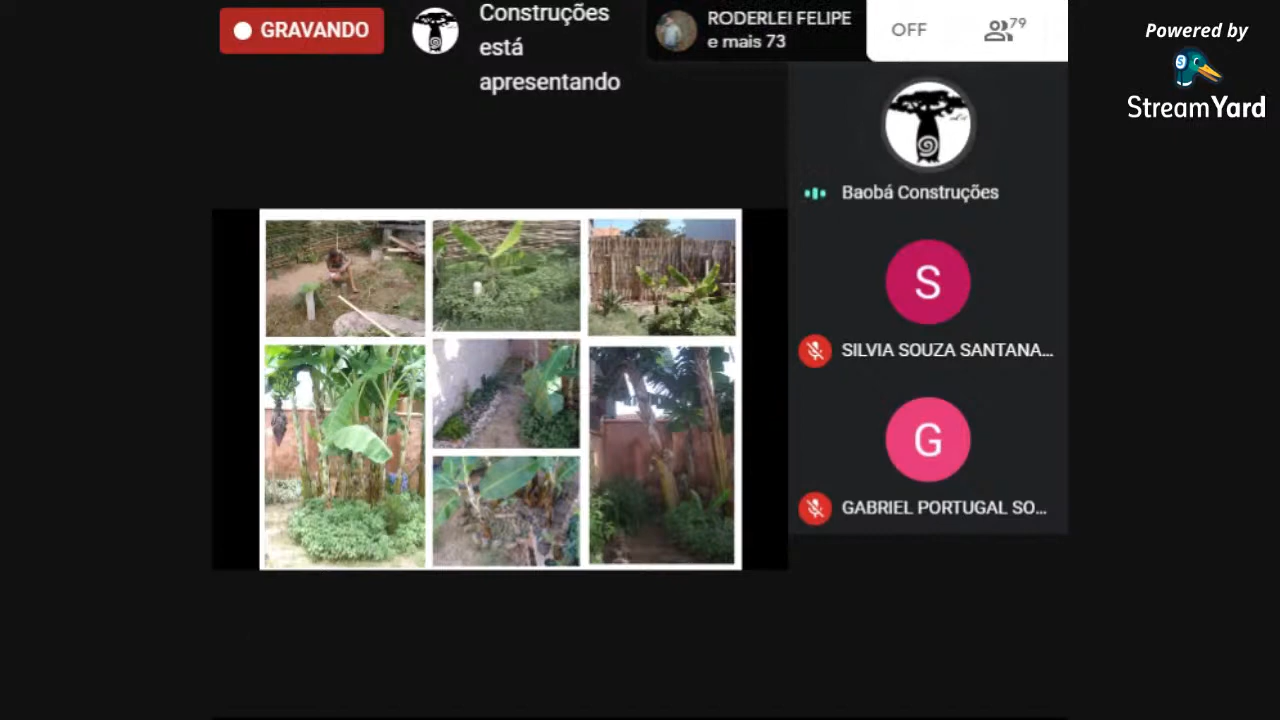 GRAVANDO
Construções
está
apresentando
RODERLEI FELIPE
e mais 73
OFF
79
Powered by
StreamYard
Baobá Construções
S
SILVIA SOUZA SANTANA...
G
GABRIEL PORTUGAL SO...